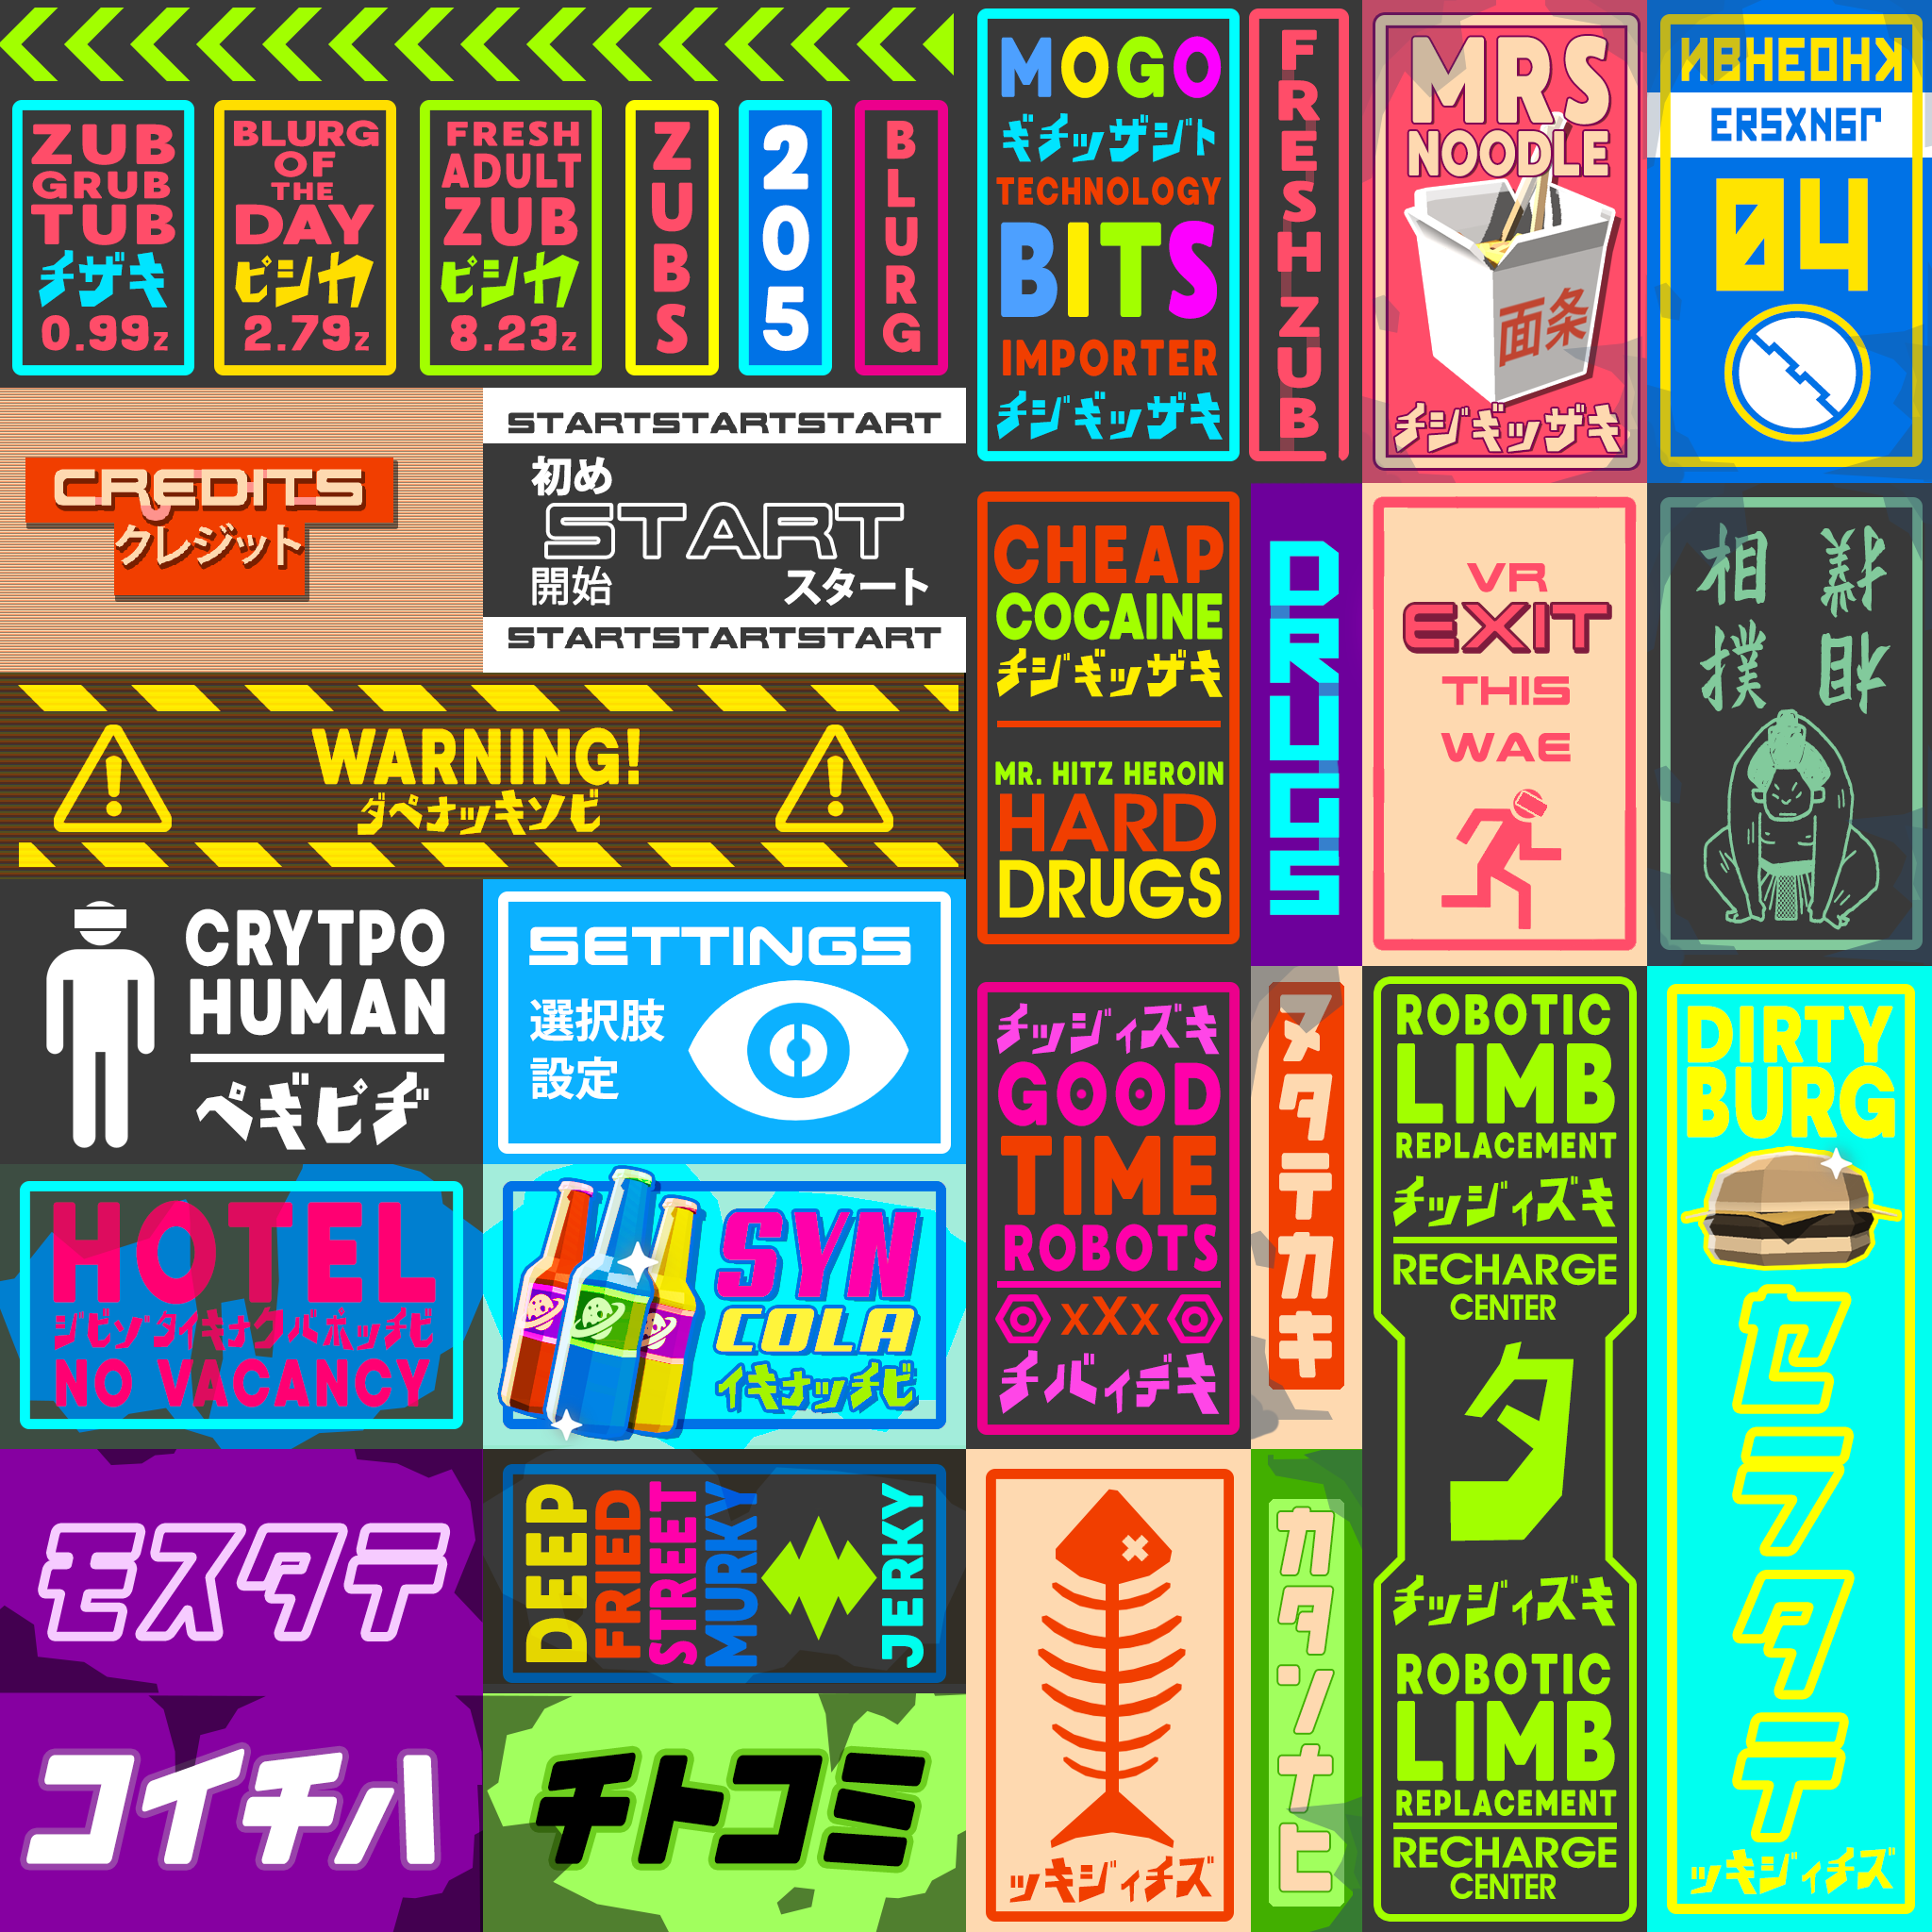 ZUB
GRUB
TUB
チザキ
0.99z
BLURG
OF
THE
DAY
ピシカ
2.79z
FRESH
ADULT
ZUB
ピシカ
8.23z
ZUBS
205
BLURG
MOGO
ギチッザジト
TECHNOLOGY
BITS
IMPORTER
チジギッザキ
FRESHZUB
MRS
NOODLE
面条
チジギッザキ
04
CREDITS
クレジット
STARTSTARTSTART
初め
START
開始
スタート
STARTSTARTSTART
WARNING!
ダペナッキソビ
CHEAP
COCAINE
チジギッザキ
MR. HITZ HEROIN
HARD
DRUGS
DRUGS
VR
EXIT
THIS
WAE
相
撲
CRYTPO
HUMAN
ペギピヂ
SETTINGS
選択肢
設定
チッジィズキ
GOOD
TIME
ROBOTS
xXx
チバィデキ
ヌタテカキ
ROBOTIC
LIMB
REPLACEMENT
チッジィズキ
RECHARGE
CENTER
タ
チッジィズキ
ROBOTIC
LIMB
REPLACEMENT
RECHARGE
CENTER
DIRTY
BURG
セラタテ
ッキジィチズ
HOTEL
ジビソダイキナクバポッチビ
NO VACANCY
SYN
COLA
イキナッチビ
モスタテ
DEEP
FRIED
STREET
MURKY
JERKY
コイチハ
チトコミ
ッキジィチズ
カタンナヒ